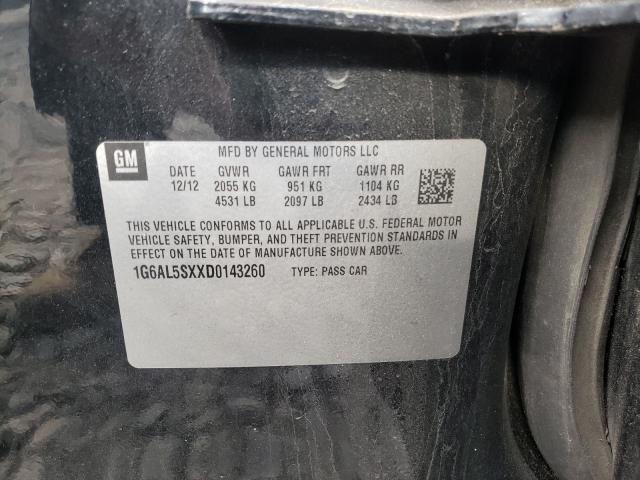 GM
MFD BY GENERAL MOTORS LLC
DATE GVWR GAWR FRT GAWR RR
12/12 2055 KG 951 KG 1104 KG
4531 LB 2097 LB 2434 LB
THIS VEHICLE CONFORMS TO ALL APPLICABLE U.S. FEDERAL MOTOR
VEHICLE SAFETY, BUMPER, AND THEFT PREVENTION STANDARDS IN
EFFECT ON THE DATE OF MANUFACTURE SHOWN ABOVE.
1G6AL5SXXD0143260 TYPE: PASS CAR